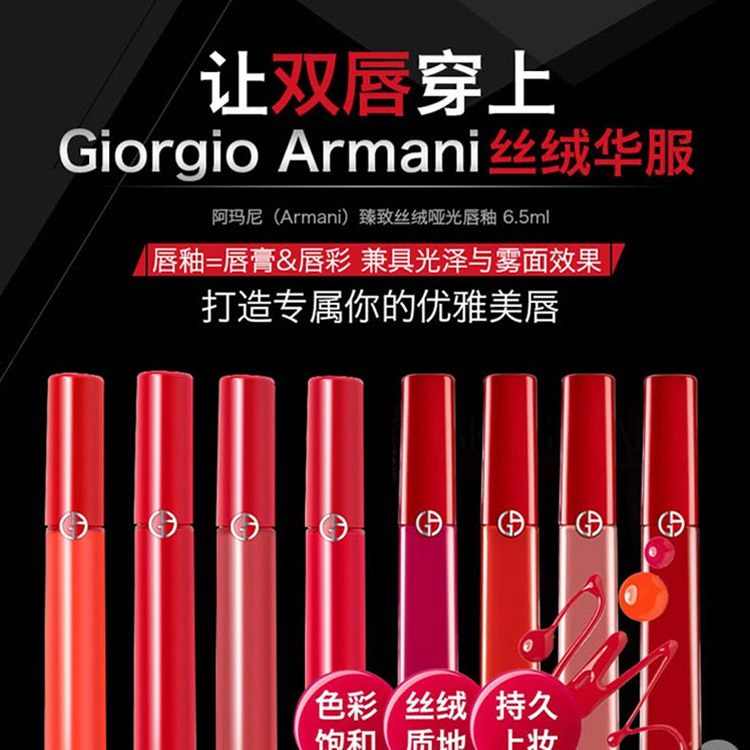 让双唇穿上
Giorgio Armani丝绒华服
阿玛尼（Armani）臻致丝绒哑光唇釉 6.5ml
唇釉=唇膏&唇彩 兼具光泽与雾面效果
打造专属你的优雅美唇
色彩
饱和
丝绒
质地
持久
上妆